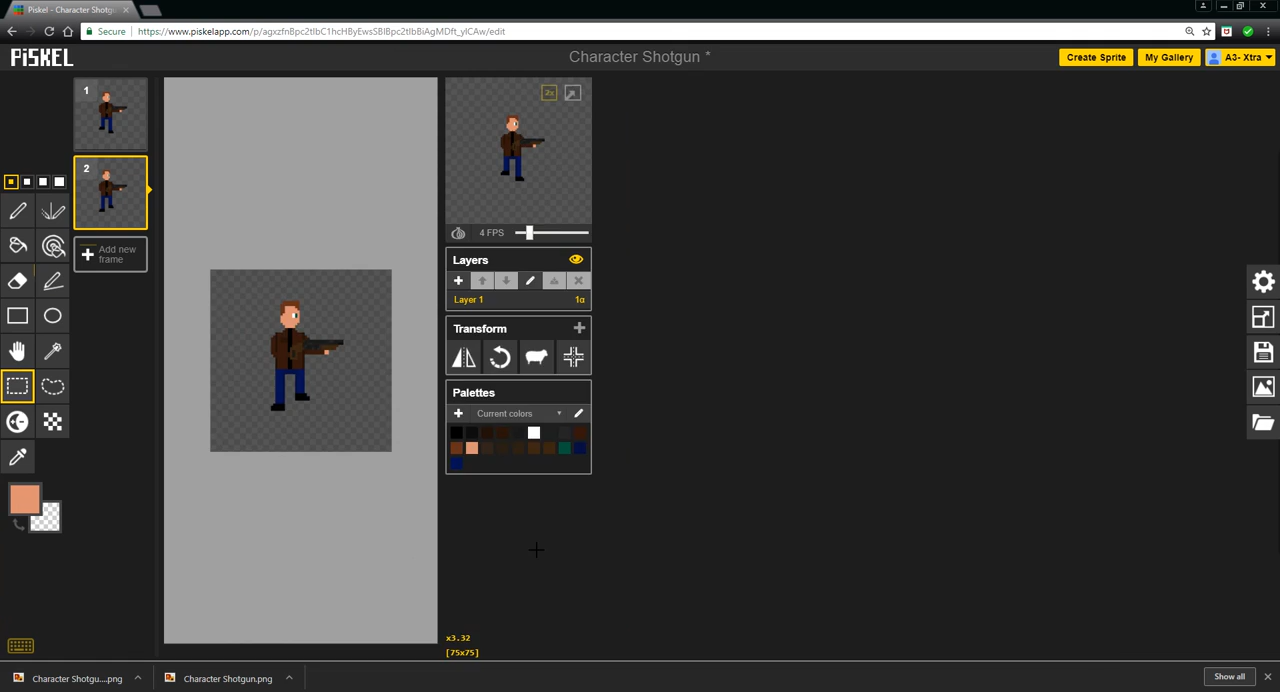 Piskel - Character Shotg
Secure
https://www.piskelapp.com/p/agxzfnBpc2tlbC1hcHByEwsSBlBpc2tlbBiAgMDft_ylCAw/edit
PiSKEL
Character Shotgun *
Create Sprite
My Gallery
A3- Xtra
1
2
Add new
frame
2x
4 FPS
Layers
Layer 1
1α
Transform
Palettes
Current colors
x3.32
[75x75]
Character Shotgu....png
Character Shotgun.png
Show all